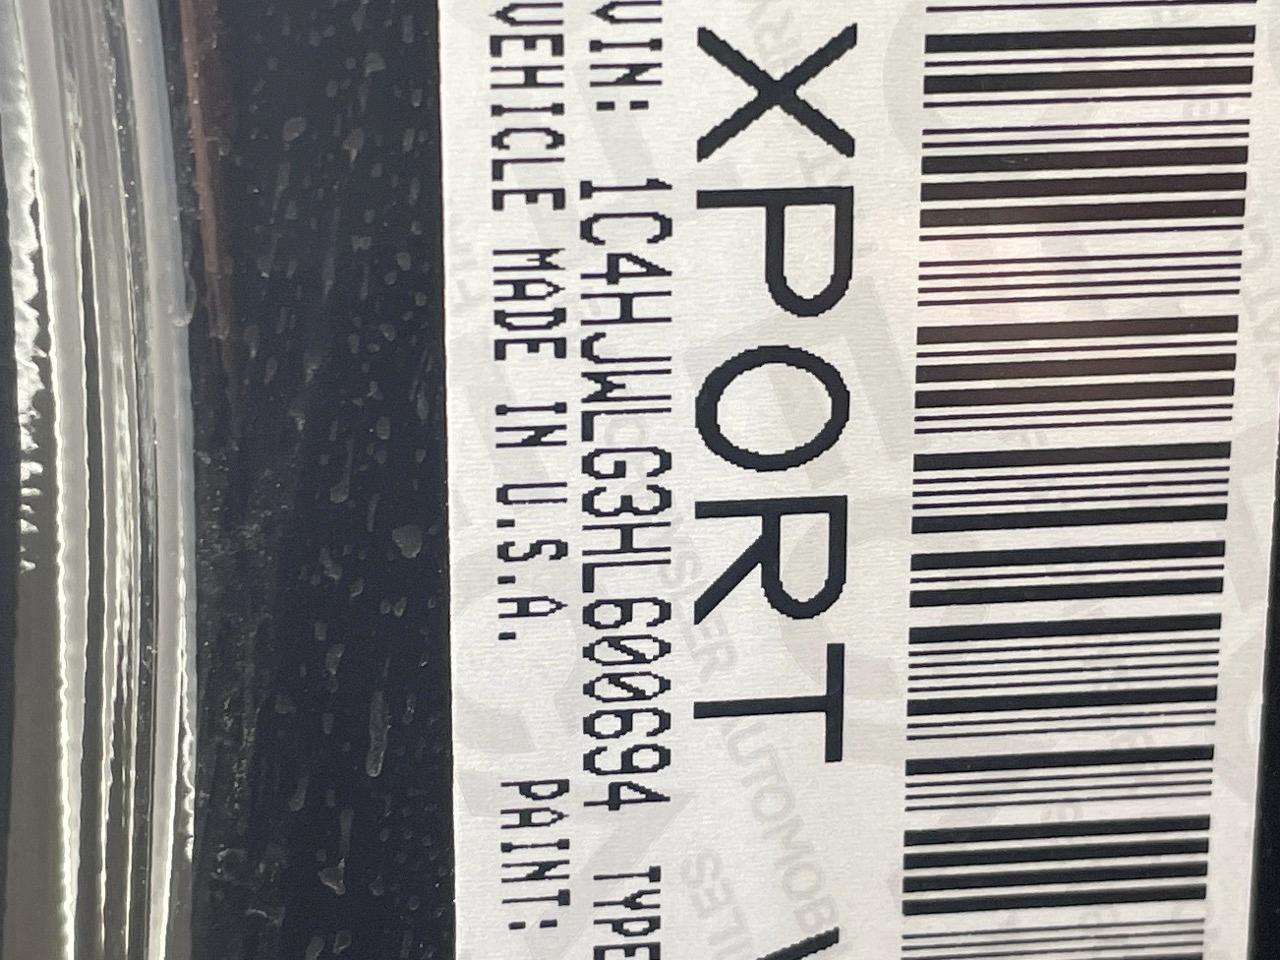 XPORT
VIN: 1C4HJWLG3HL600694 TYPE
VEHICLE MADE IN U.S.A. PAINT: